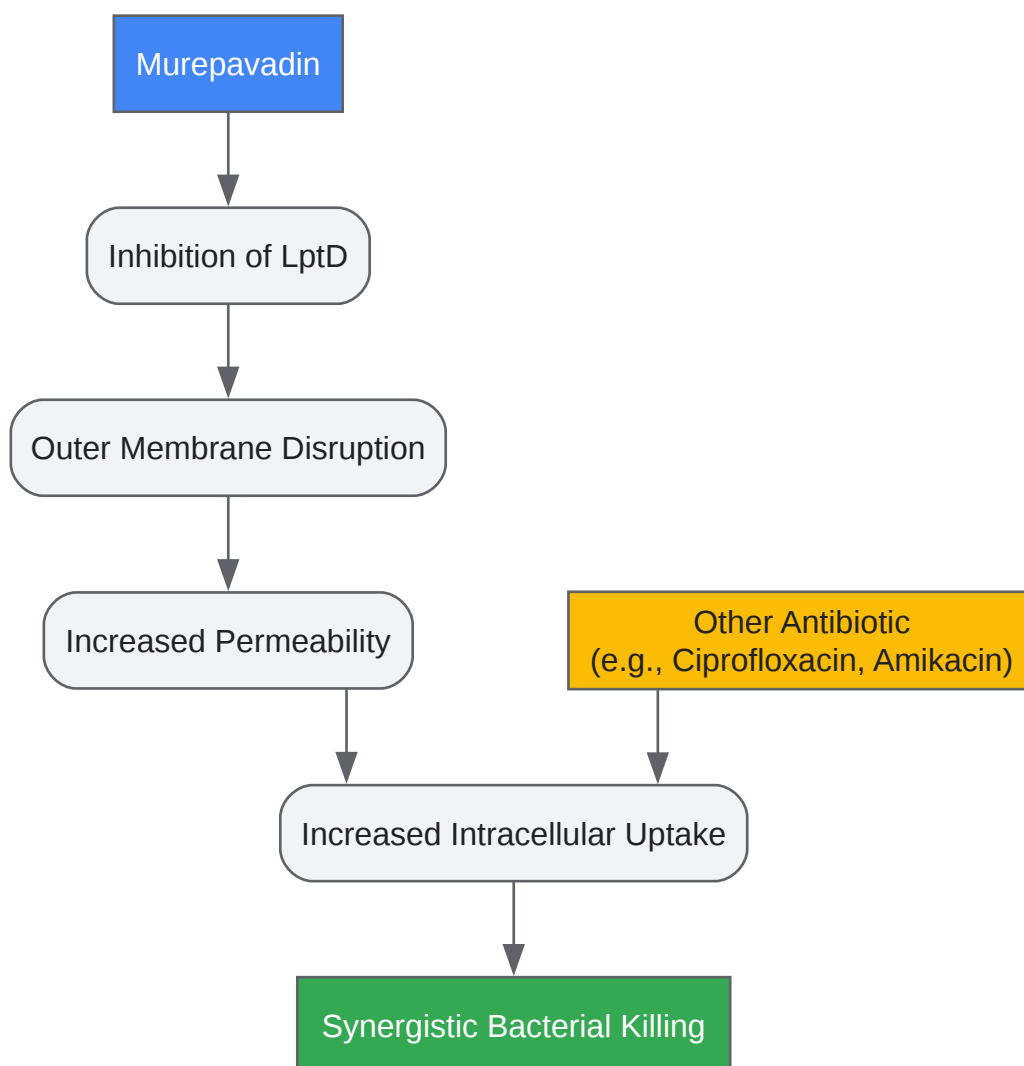 Murepavadin
Inhibition of LptD
Outer Membrane Disruption
Increased Permeability
Other Antibiotic
(e.g., Ciprofloxacin, Amikacin)
Increased Intracellular Uptake
Synergistic Bacterial Killing